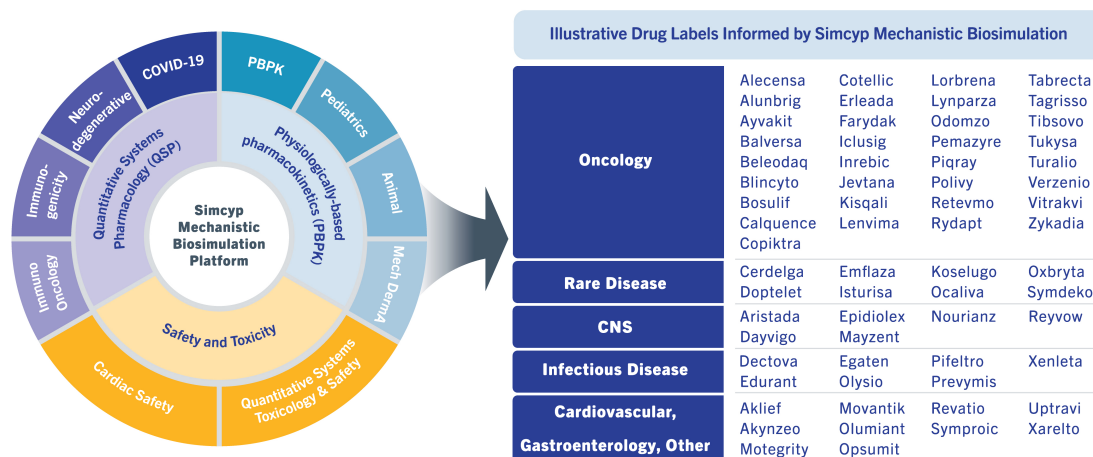 COVID-19
PBPK
Pediatrics
Animal
Mech DermA
Quantitative Systems
Toxicology & Safety
Cardiac Safety
Immuno
Oncology
Immuno-
genicity
Neuro-
degenerative
Quantitative Systems
Pharmacology (QSP)
Physiologically-based
pharmacokinetics (PBPK)
Safety and Toxicity
Simcyp
Mechanistic
Biosimulation
Platform
Illustrative Drug Labels Informed by Simcyp Mechanistic Biosimulation
Oncology
Alecensa Cotellic Lorbrena Tabrecta
Alunbrig Erleada Lynparza Tagrisso
Ayvakit Farydak Odomzo Tibsovo
Balversa Iclusig Pemazyre Tukysa
Beleodaq Inrebic Piqray Turalio
Blincyto Jevtana Polivy Verzenio
Bosulif Kisqali Retevmo Vitrakvi
Calquence Lenvima Rydapt Zykadia
Copiktra
Rare Disease
Cerdelga Emflaza Koselugo Oxbryta
Doptelet Isturisa Ocaliva Symdeko
CNS
Aristada Epidiolex Nourianz Reyvow
Dayvigo Mayzent
Infectious Disease
Dectova Egaten Pifeltro Xenleta
Edurant Olysio Prevymis
Cardiovascular,
Gastroenterology, Other
Aklief Movantik Revatio Uptravi
Akynzeo Olumiant Symproic Xarelto
Motegrity Opsumit